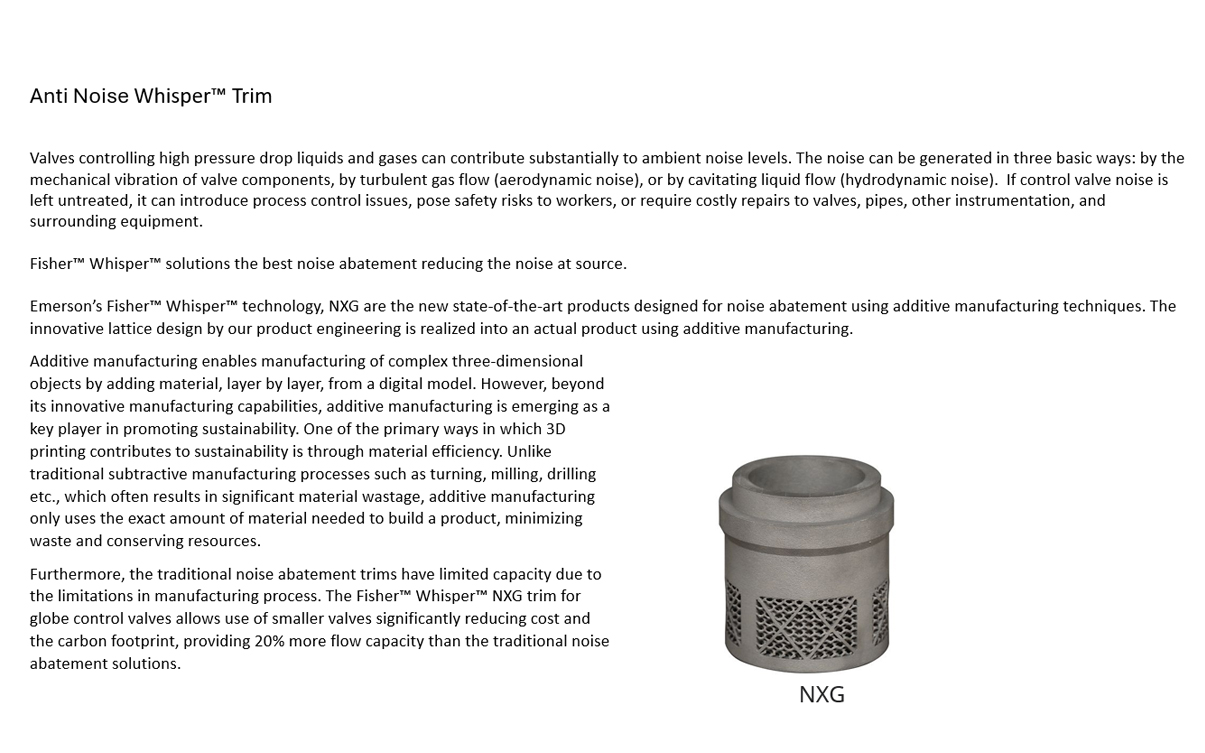 Anti Noise Whisper™ Trim
Valves controlling high pressure drop liquids and gases can contribute substantially to ambient noise levels. The noise can be generated in three basic ways: by the
mechanical vibration of valve components, by turbulent gas flow (aerodynamic noise), or by cavitating liquid flow (hydrodynamic noise).  If control valve noise is
left untreated, it can introduce process control issues, pose safety risks to workers, or require costly repairs to valves, pipes, other instrumentation, and
surrounding equipment.
Fisher™ Whisper™ solutions the best noise abatement reducing the noise at source.
Emerson’s Fisher™ Whisper™ technology, NXG are the new state-of-the-art products designed for noise abatement using additive manufacturing techniques. The
innovative lattice design by our product engineering is realized into an actual product using additive manufacturing.
Additive manufacturing enables manufacturing of complex three-dimensional
objects by adding material, layer by layer, from a digital model. However, beyond
its innovative manufacturing capabilities, additive manufacturing is emerging as a
key player in promoting sustainability. One of the primary ways in which 3D
printing contributes to sustainability is through material efficiency. Unlike
traditional subtractive manufacturing processes such as turning, milling, drilling
etc., which often results in significant material wastage, additive manufacturing
only uses the exact amount of material needed to build a product, minimizing
waste and conserving resources.
Furthermore, the traditional noise abatement trims have limited capacity due to
the limitations in manufacturing process. The Fisher™ Whisper™ NXG trim for
globe control valves allows use of smaller valves significantly reducing cost and
the carbon footprint, providing 20% more flow capacity than the traditional noise
abatement solutions.
NXG